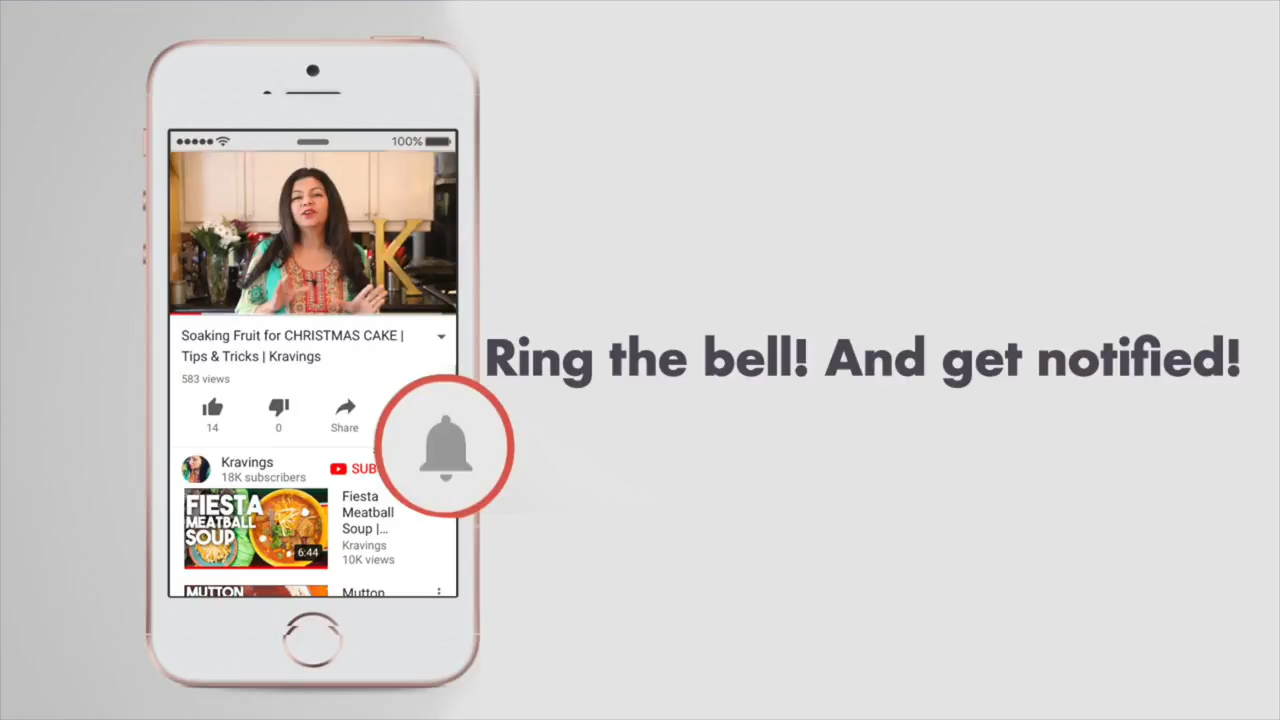 100%
K
Soaking Fruit for CHRISTMAS CAKE |
Tips & Tricks | Kravings
583 views
14
0
Share
Ring the bell! And get notified!
Kravings
18K subscribers
SUB
FIESTA
MEATBALL
SOUP
6:44
Fiesta
Meatball
Soup |...
Kravings
10K views
MUTTON
Mutton